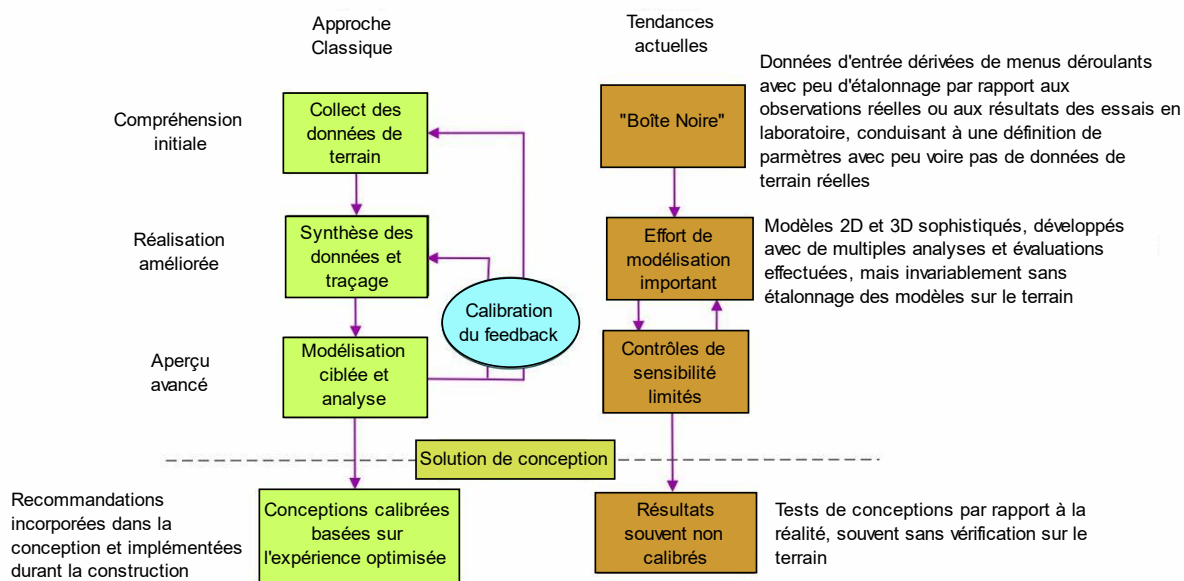 Approche
Classique
Tendances
actuelles
Compréhension
initiale
Collect des
données de
terrain
"Boîte Noire"
Données d'entrée dérivées de menus déroulants
avec peu d'étalonnage par rapport aux
observations réelles ou aux résultats des essais en
laboratoire, conduisant à une définition de
parmètres avec peu voire pas de données de
terrain réelles
Réalisation
améliorée
Synthèse des
données et
traçage
Effort de
modélisation
important
Modèles 2D et 3D sophistiqués, développés
avec de multiples analyses et évaluations
effectuées, mais invariablement sans
étalonnage des modèles sur le terrain
Calibration
du feedback
Aperçu
avancé
Modélisation
ciblée et
analyse
Contrôles de
sensibilité
limités
Solution de conception
Recommandations
incorporées dans la
conception et implémentées
durant la construction
Conceptions calibrées
basées sur
l'expérience optimisée
Résultats
souvent non
calibrés
Tests de conceptions par rapport à la
réalité, souvent sans vérification sur le
terrain